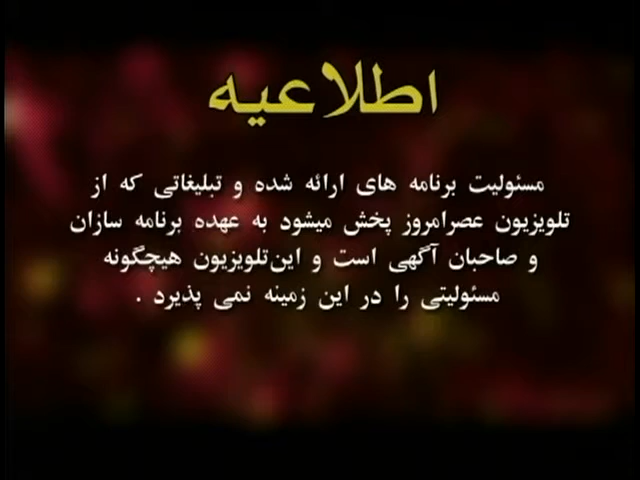 اطلاعیه
مسئولیت برنامه های ارائه شده و تبلیغاتی که از
تلویزیون عصرامروز پخش میشود به عهده برنامه سازان
و صاحبان آگهی است و این‌تلویزیون هیچگونه
مسئولیتی را در این زمینه نمی پذیرد .